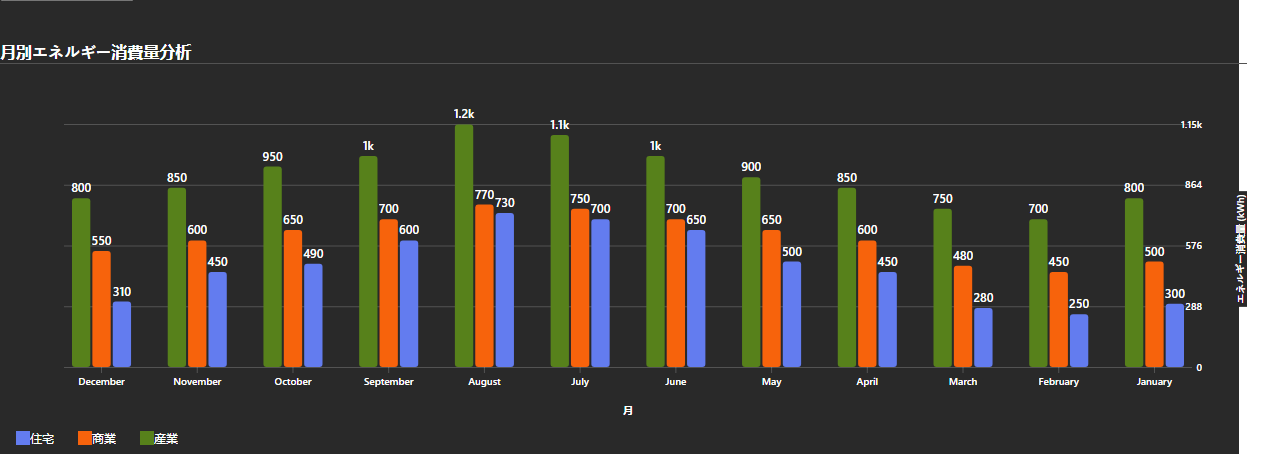 月別エネルギー消費量分析
1.2k
1.1k
1k
1k
950
900
850
850
800
800
750
700
770
730
750
700
700
650
700
600
650
500
650
490
600
450
600
450
550
310
500
300
480
280
450
250
1.15k
864
576
288
0
エネルギー消費量 (kWh)
December
November
October
September
August
July
June
May
April
March
February
January
月
住宅
商業
産業